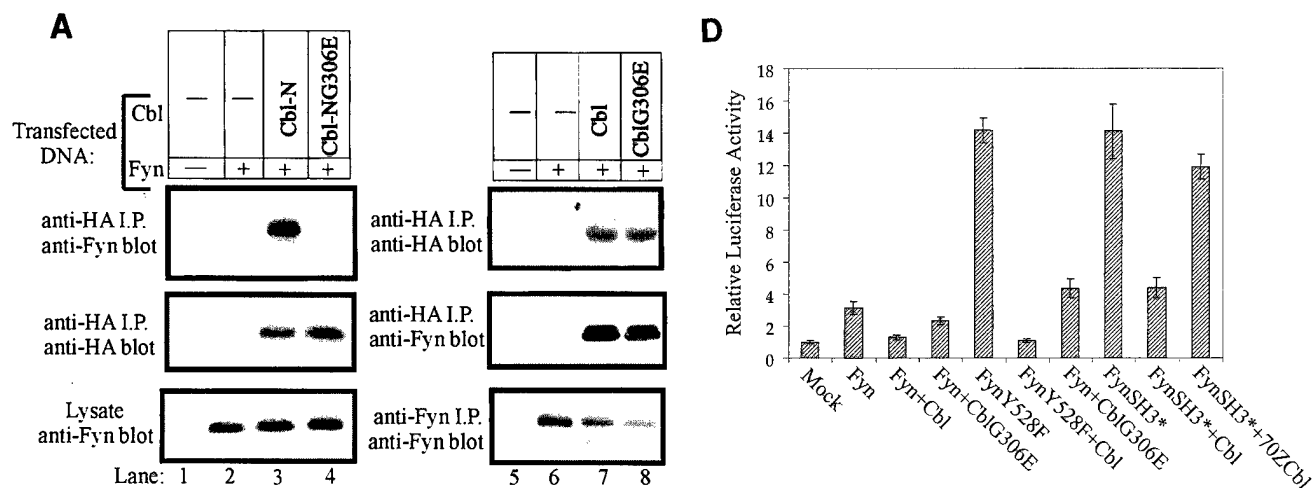 A
Transfected
DNA:
Cbl
Fyn
— — Cbl-N Cbl-NG306E
— + + +
anti-HA I.P.
anti-Fyn blot
anti-HA I.P.
anti-HA blot
Lysate
anti-Fyn blot
Lane: 1 2 3 4
— — Cbl CblG306E
— + + +
anti-HA I.P.
anti-HA blot
anti-HA I.P.
anti-Fyn blot
anti-Fyn I.P.
anti-Fyn blot
5 6 7 8
D
Relative Luciferase Activity
18
16
14
12
10
8
6
4
2
0
Mock
Fyn
Fyn+Cbl
Fyn+CblG306E
FynY528F
FynY528F+Cbl
Fyn+CblG306E
FynSH3*
FynSH3*+Cbl
FynSH3*+70ZCbl